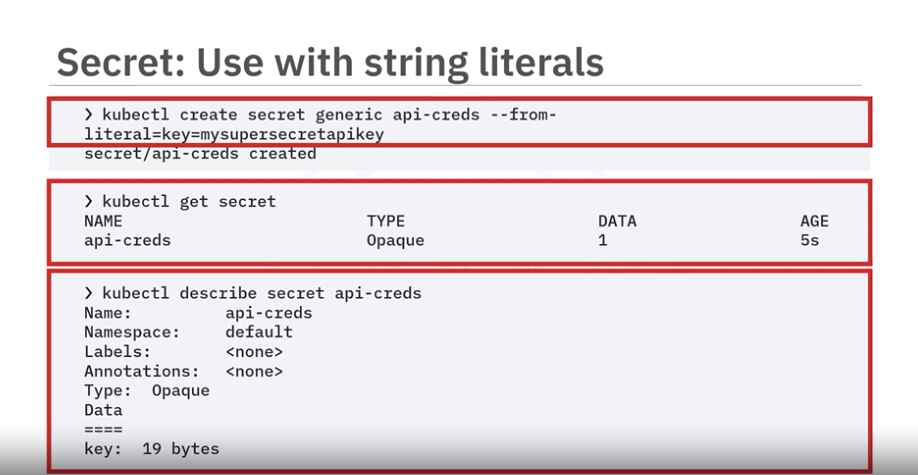 Secret: Use with string literals
❯ kubectl create secret generic api-creds --from-
literal=key=mysupersecretapikey
secret/api-creds created
❯ kubectl get secret
NAME TYPE DATA AGE
api-creds Opaque 1 5s
❯ kubectl describe secret api-creds
Name: api-creds
Namespace: default
Labels: <none>
Annotations: <none>
Type: Opaque
Data
====
key: 19 bytes